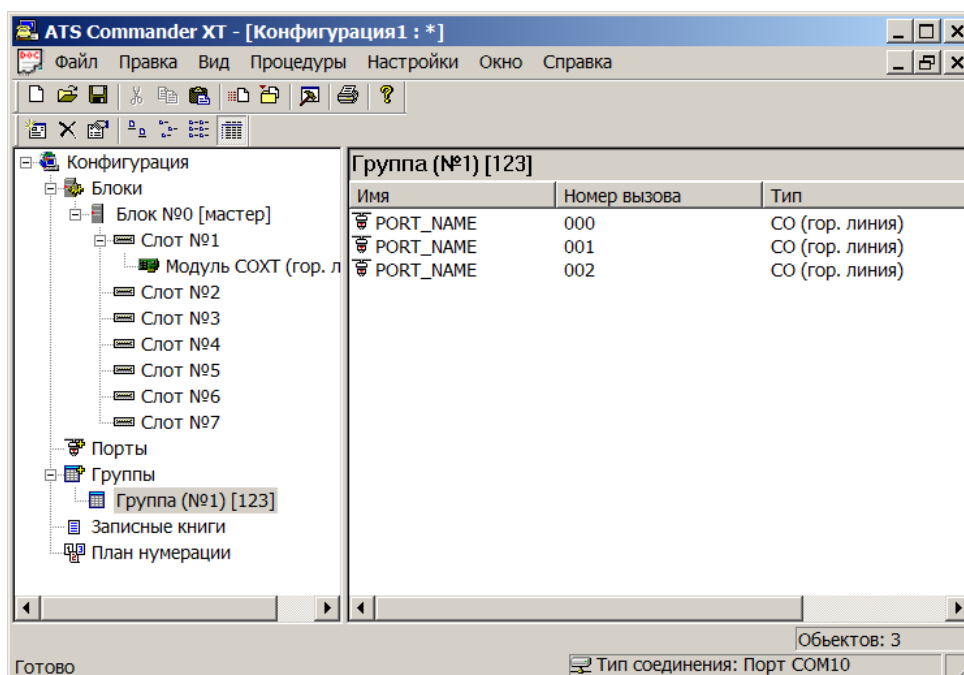 ATS Commander XT - [Конфигурация1 : *]
Файл Правка Вид Процедуры Настройки Окно Справка
Конфигурация
Блоки
Блок №0 [мастер]
Слот №1
Модуль COXT (гор. л
Слот №2
Слот №3
Слот №4
Слот №5
Слот №6
Слот №7
Порты
Группы
Группа (№1) [123]
Записные книги
План нумерации
Группа (№1) [123]
Имя Номер вызова Тип
PORT_NAME 000 CO (гор. линия)
PORT_NAME 001 CO (гор. линия)
PORT_NAME 002 CO (гор. линия)
Обьектов: 3
Готово Тип соединения: Порт COM10